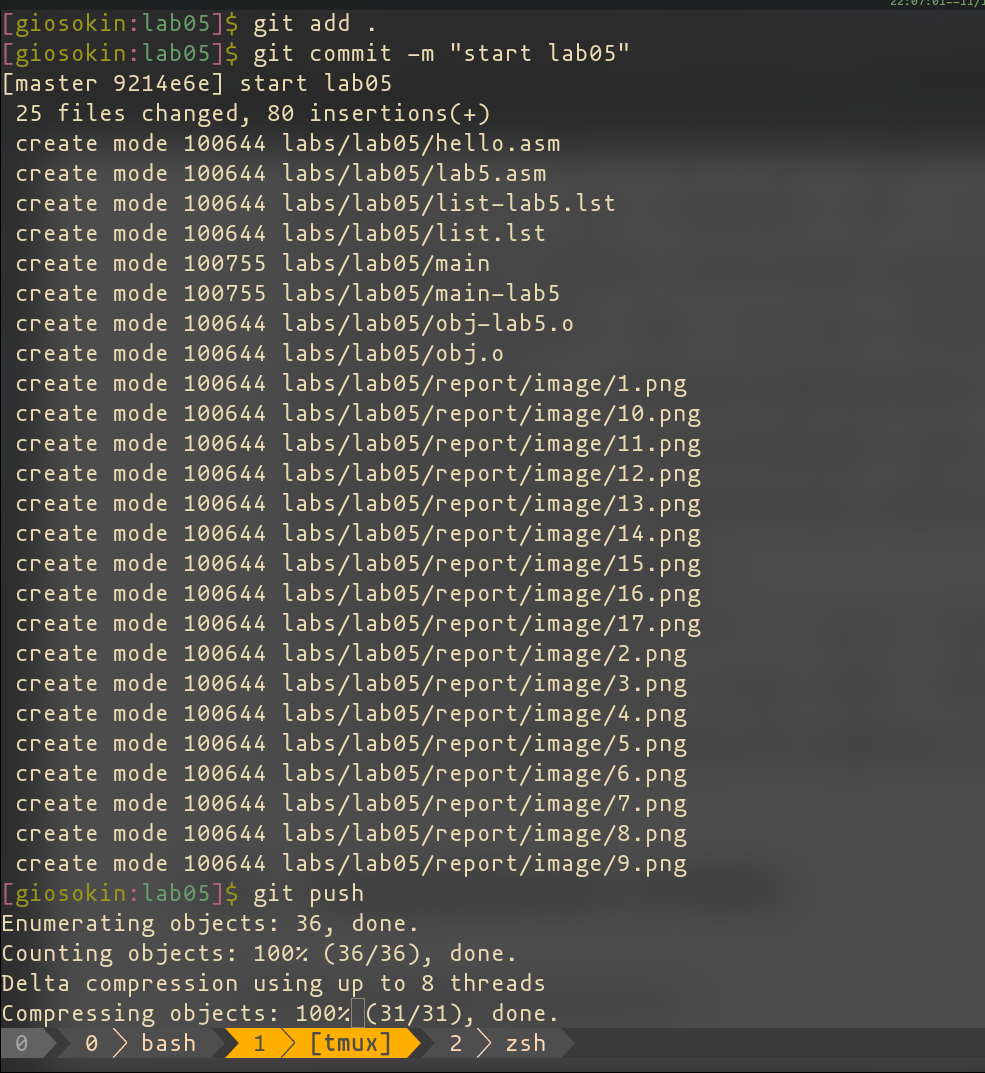 [giosokin:lab05]$ git add .
[giosokin:lab05]$ git commit -m "start lab05"
[master 9214e6e] start lab05
 25 files changed, 80 insertions(+)
 create mode 100644 labs/lab05/hello.asm
 create mode 100644 labs/lab05/lab5.asm
 create mode 100644 labs/lab05/list-lab5.lst
 create mode 100644 labs/lab05/list.lst
 create mode 100755 labs/lab05/main
 create mode 100755 labs/lab05/main-lab5
 create mode 100644 labs/lab05/obj-lab5.o
 create mode 100644 labs/lab05/obj.o
 create mode 100644 labs/lab05/report/image/1.png
 create mode 100644 labs/lab05/report/image/10.png
 create mode 100644 labs/lab05/report/image/11.png
 create mode 100644 labs/lab05/report/image/12.png
 create mode 100644 labs/lab05/report/image/13.png
 create mode 100644 labs/lab05/report/image/14.png
 create mode 100644 labs/lab05/report/image/15.png
 create mode 100644 labs/lab05/report/image/16.png
 create mode 100644 labs/lab05/report/image/17.png
 create mode 100644 labs/lab05/report/image/2.png
 create mode 100644 labs/lab05/report/image/3.png
 create mode 100644 labs/lab05/report/image/4.png
 create mode 100644 labs/lab05/report/image/5.png
 create mode 100644 labs/lab05/report/image/6.png
 create mode 100644 labs/lab05/report/image/7.png
 create mode 100644 labs/lab05/report/image/8.png
 create mode 100644 labs/lab05/report/image/9.png
[giosokin:lab05]$ git push
Enumerating objects: 36, done.
Counting objects: 100% (36/36), done.
Delta compression using up to 8 threads
Compressing objects: 100% (31/31), done.
0 0 bash 1 [tmux] 2 zsh